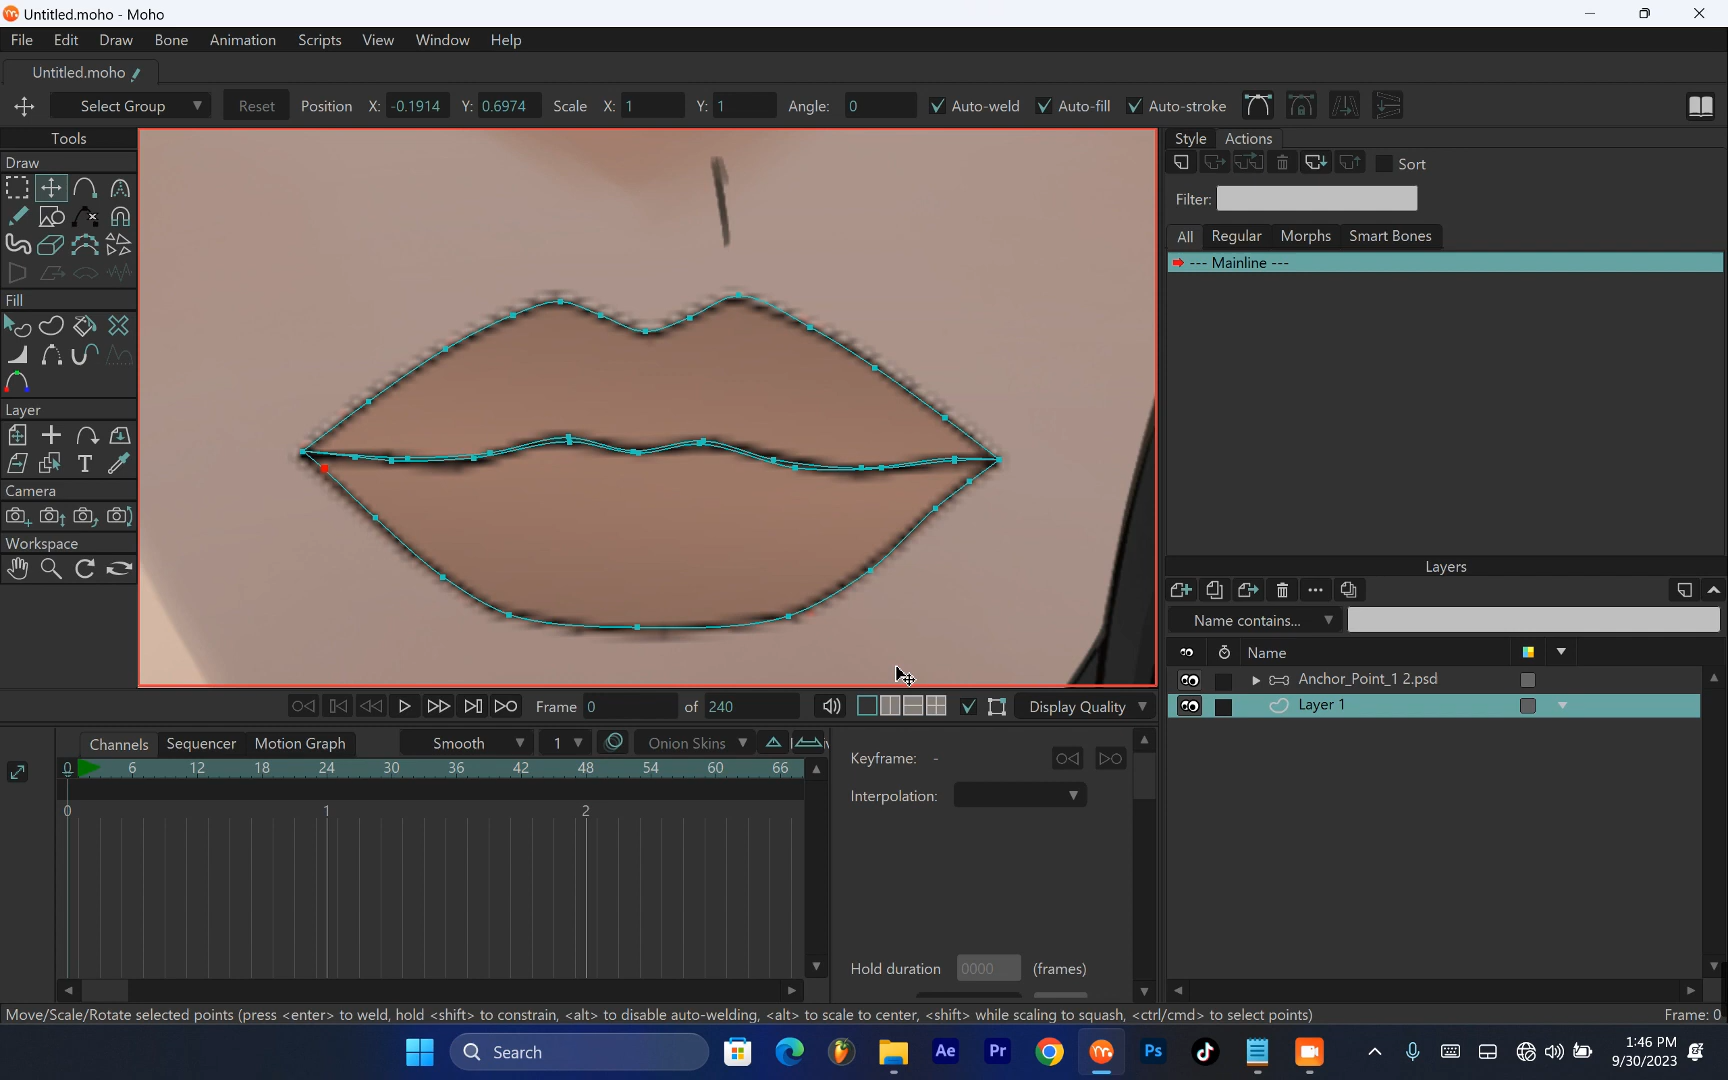 Untitled.moho - Moho
File Edit Draw Bone Animation Scripts View Window Help
Untitled.moho
Select Group Reset Position X: -0.1914 Y: 0.6974 Scale X: 1 Y: 1 Angle: 0 Auto-weld Auto-fill Auto-stroke
Tools
Draw
Fill
Layer
Camera
Workspace
Style Actions
Sort
Filter:
All Regular Morphs Smart Bones
--- Mainline ---
Layers
Name contains...
Name
Anchor_Point_1 2.psd
Layer 1
Frame 0 of 240 Display Quality
Channels Sequencer Motion Graph Smooth 1 Onion Skins
0 6 12 18 24 30 36 42 48 54 60 66
0 1 2
Keyframe: -
Interpolation:
Hold duration 0000 (frames)
Move/Scale/Rotate selected points (press <enter> to weld, hold <shift> to constrain, <alt> to disable auto-welding, <alt> to scale to center, <shift> while scaling to squash, <ctrl/cmd> to select points) Frame: 0
Search Ae Pr Ps 1:46 PM
9/30/2023